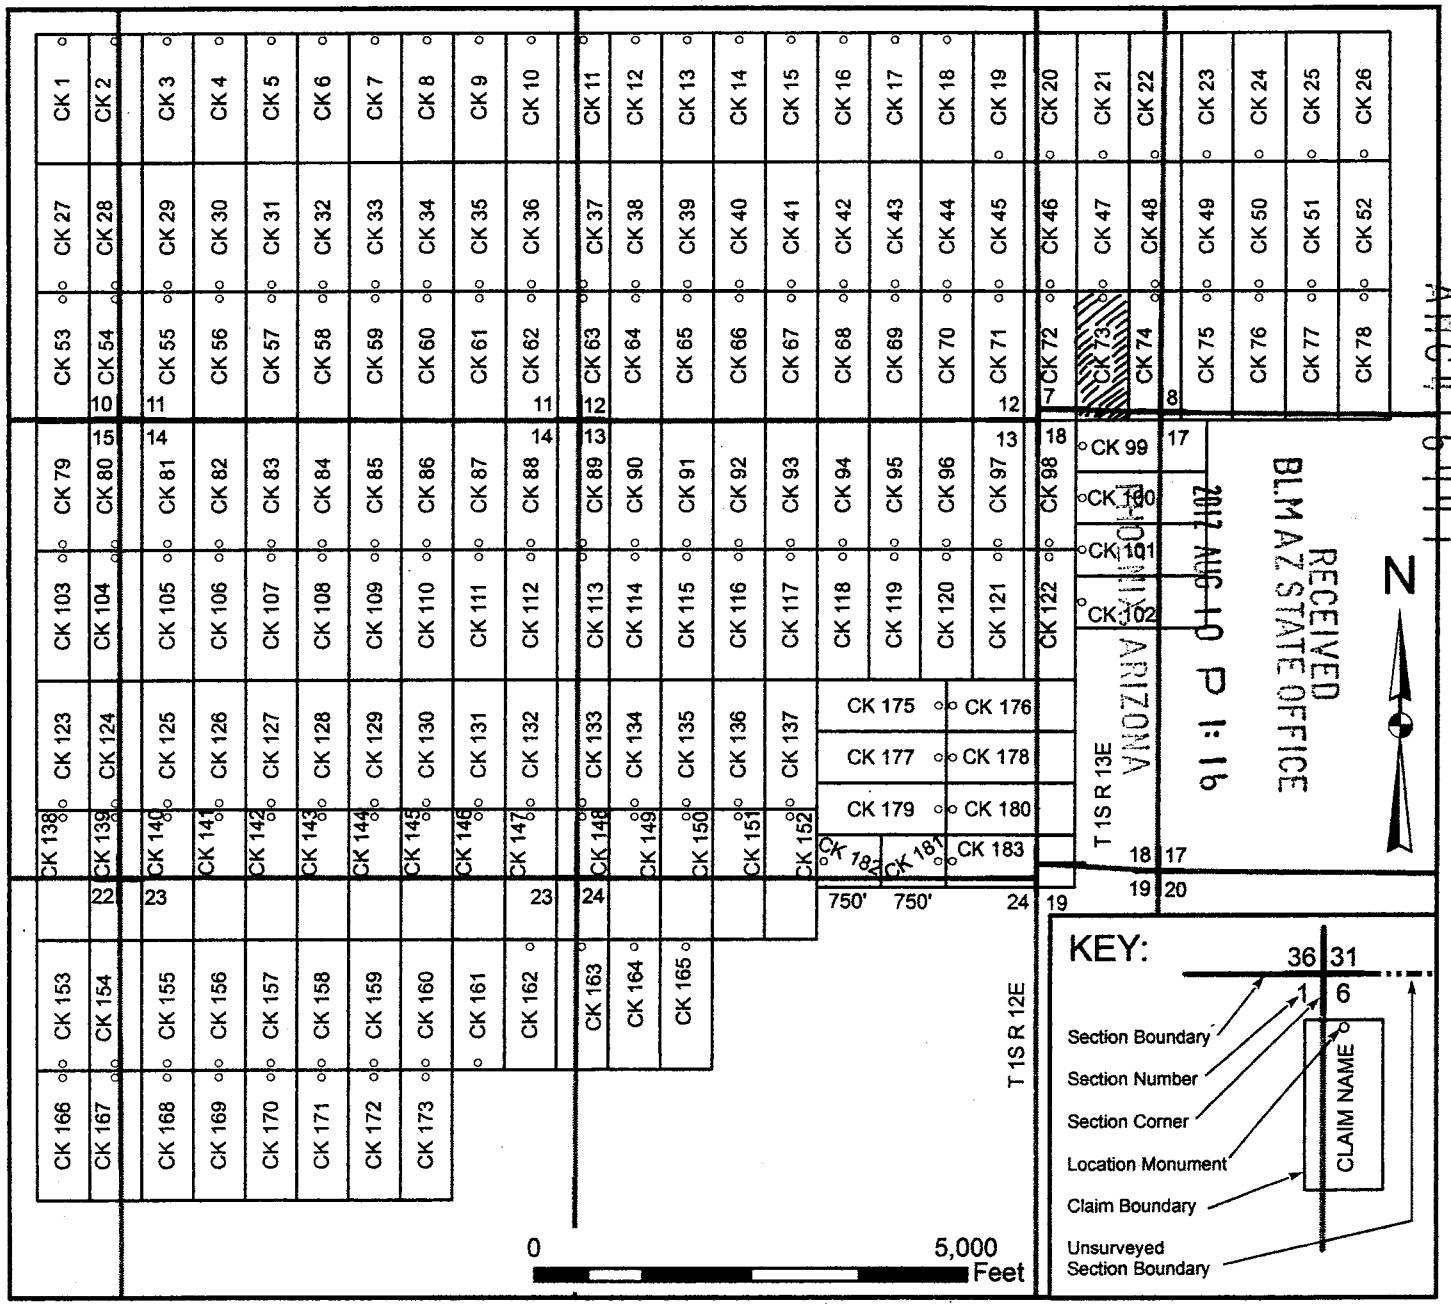 CK 1 CK 2 CK 3 CK 4 CK 5 CK 6 CK 7 CK 8 CK 9 CK 10 CK 11 CK 12 CK 13 CK 14 CK 15 CK 16 CK 17 CK 18 CK 19 CK 20 CK 21 CK 22 CK 23 CK 24 CK 25 CK 26
CK 27 CK 28 CK 29 CK 30 CK 31 CK 32 CK 33 CK 34 CK 35 CK 36 CK 37 CK 38 CK 39 CK 40 CK 41 CK 42 CK 43 CK 44 CK 45 CK 46 CK 47 CK 48 CK 49 CK 50 CK 51 CK 52
CK 53 CK 54 CK 55 CK 56 CK 57 CK 58 CK 59 CK 60 CK 61 CK 62 CK 63 CK 64 CK 65 CK 66 CK 67 CK 68 CK 69 CK 70 CK 71 CK 72 CK 73 CK 74 CK 75 CK 76 CK 77 CK 78
10 11 11 12 12 7 8
15 14 14 13 13 18 17
CK 79 CK 80 CK 81 CK 82 CK 83 CK 84 CK 85 CK 86 CK 87 CK 88 CK 89 CK 90 CK 91 CK 92 CK 93 CK 94 CK 95 CK 96 CK 97 CK 98
CK 99
CK 100
CK 101
CK 102
CK 103 CK 104 CK 105 CK 106 CK 107 CK 108 CK 109 CK 110 CK 111 CK 112 CK 113 CK 114 CK 115 CK 116 CK 117 CK 118 CK 119 CK 120 CK 121 CK 122
CK 123 CK 124 CK 125 CK 126 CK 127 CK 128 CK 129 CK 130 CK 131 CK 132 CK 133 CK 134 CK 135 CK 136 CK 137
CK 175 CK 176
CK 177 CK 178
CK 179 CK 180
CK 182 CK 181 CK 183
CK 138 CK 139 CK 140 CK 141 CK 142 CK 143 CK 144 CK 145 CK 146 CK 147 CK 148 CK 149 CK 150 CK 151 CK 152
T 1S R 13E
18 17
19 20
22 23 23 24 750' 750' 24 19
CK 153 CK 154 CK 155 CK 156 CK 157 CK 158 CK 159 CK 160 CK 161 CK 162 CK 163 CK 164 CK 165
T 1S R 12E
CK 166 CK 167 CK 168 CK 169 CK 170 CK 171 CK 172 CK 173
RECEIVED
BLM AZ STATE OFFICE
2012 AUG 10 P 1:16
PHOENIX, ARIZONA
N
KEY:
36 31
1 6
Section Boundary
Section Number
Section Corner
Location Monument
Claim Boundary
Unsurveyed
Section Boundary
CLAIM NAME
0 5,000
Feet